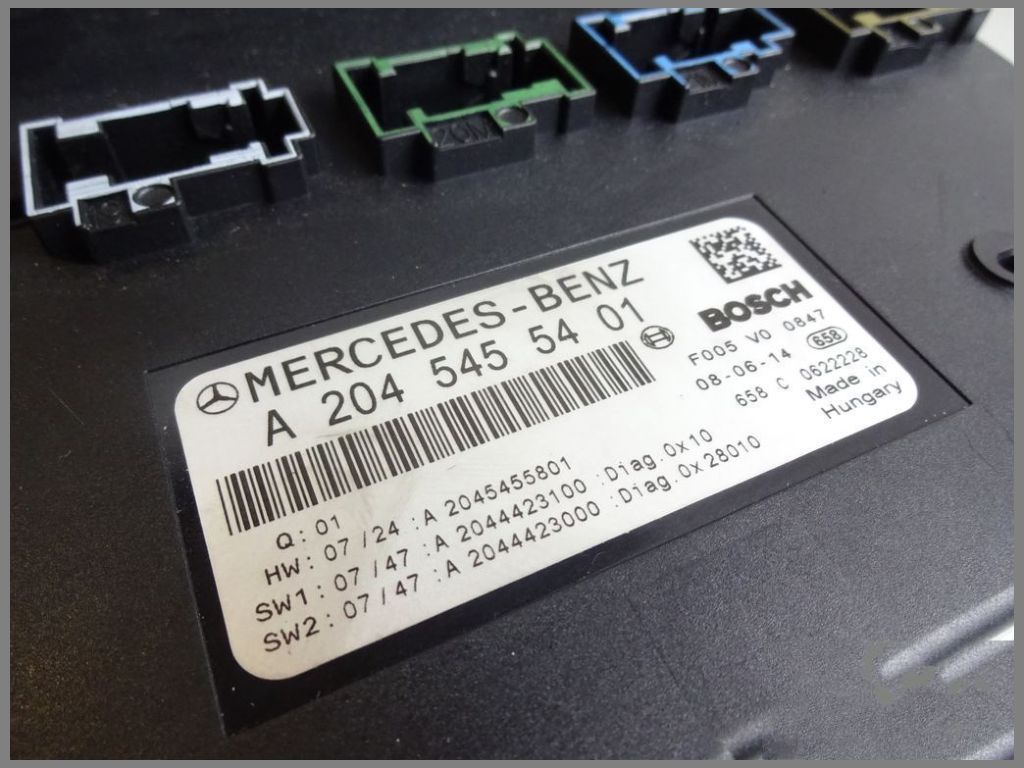 20M
MERCEDES-BENZ
A 204 545 54 01
BOSCH
F005 V0 0847
08-06-14 658
658 C 0622228
Made in
Hungary
Q: 01
HW: 07/24 :A 2045455801
SW1: 07/47 :A 2044423100 :Diag.0x10
SW2: 07/47 :A 2044423000 :Diag.0x28010